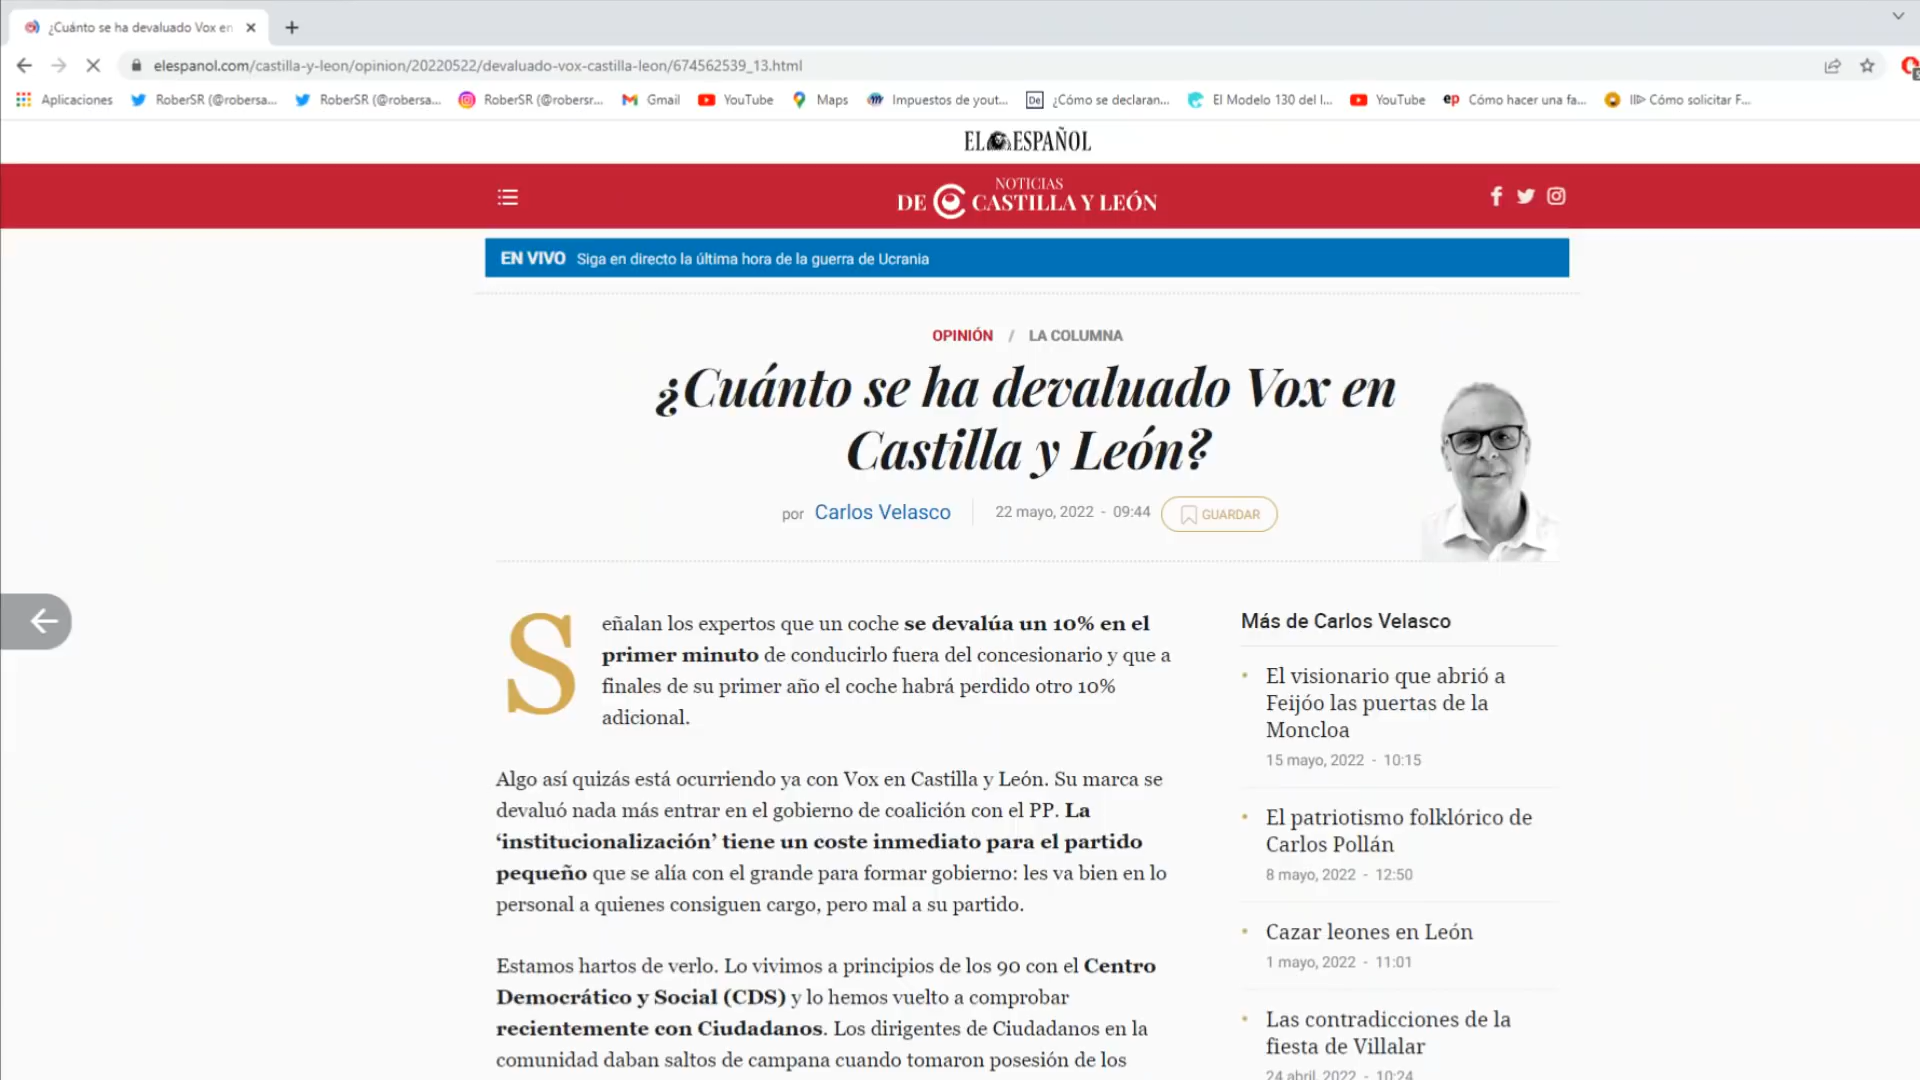 ¿Cuánto se ha devaluado Vox en
elespanol.com/castilla-y-leon/opinion/20220522/devaluado-vox-castilla-leon/674562539_13.html
Aplicaciones
RoberSR (@robersa...
RoberSR (@robersa...
RoberSR (@robersr...
Gmail
YouTube
Maps
Impuestos de yout...
De
¿Cómo se declaran...
El Modelo 130 del I...
YouTube
ep
Cómo hacer una fa...
II▷ Cómo solicitar F...
EL ESPAÑOL
NOTICIAS
DE CASTILLA Y LEÓN
EN VIVO Siga en directo la última hora de la guerra de Ucrania
OPINIÓN / LA COLUMNA
¿Cuánto se ha devaluado Vox en
Castilla y León?
por Carlos Velasco
22 mayo, 2022 - 09:44
GUARDAR
Señalan los expertos que un coche se devalúa un 10% en el
primer minuto de conducirlo fuera del concesionario y que a
finales de su primer año el coche habrá perdido otro 10%
adicional.
Algo así quizás está ocurriendo ya con Vox en Castilla y León. Su marca se
devaluó nada más entrar en el gobierno de coalición con el PP. La
‘institucionalización’ tiene un coste inmediato para el partido
pequeño que se alía con el grande para formar gobierno: les va bien en lo
personal a quienes consiguen cargo, pero mal a su partido.
Estamos hartos de verlo. Lo vivimos a principios de los 90 con el Centro
Democrático y Social (CDS) y lo hemos vuelto a comprobar
recientemente con Ciudadanos. Los dirigentes de Ciudadanos en la
comunidad daban saltos de campana cuando tomaron posesión de los
Más de Carlos Velasco
El visionario que abrió a
Feijóo las puertas de la
Moncloa
15 mayo, 2022 - 10:15
El patriotismo folklórico de
Carlos Pollán
8 mayo, 2022 - 12:50
Cazar leones en León
1 mayo, 2022 - 11:01
Las contradicciones de la
fiesta de Villalar
24 abril, 2022 - 10:24